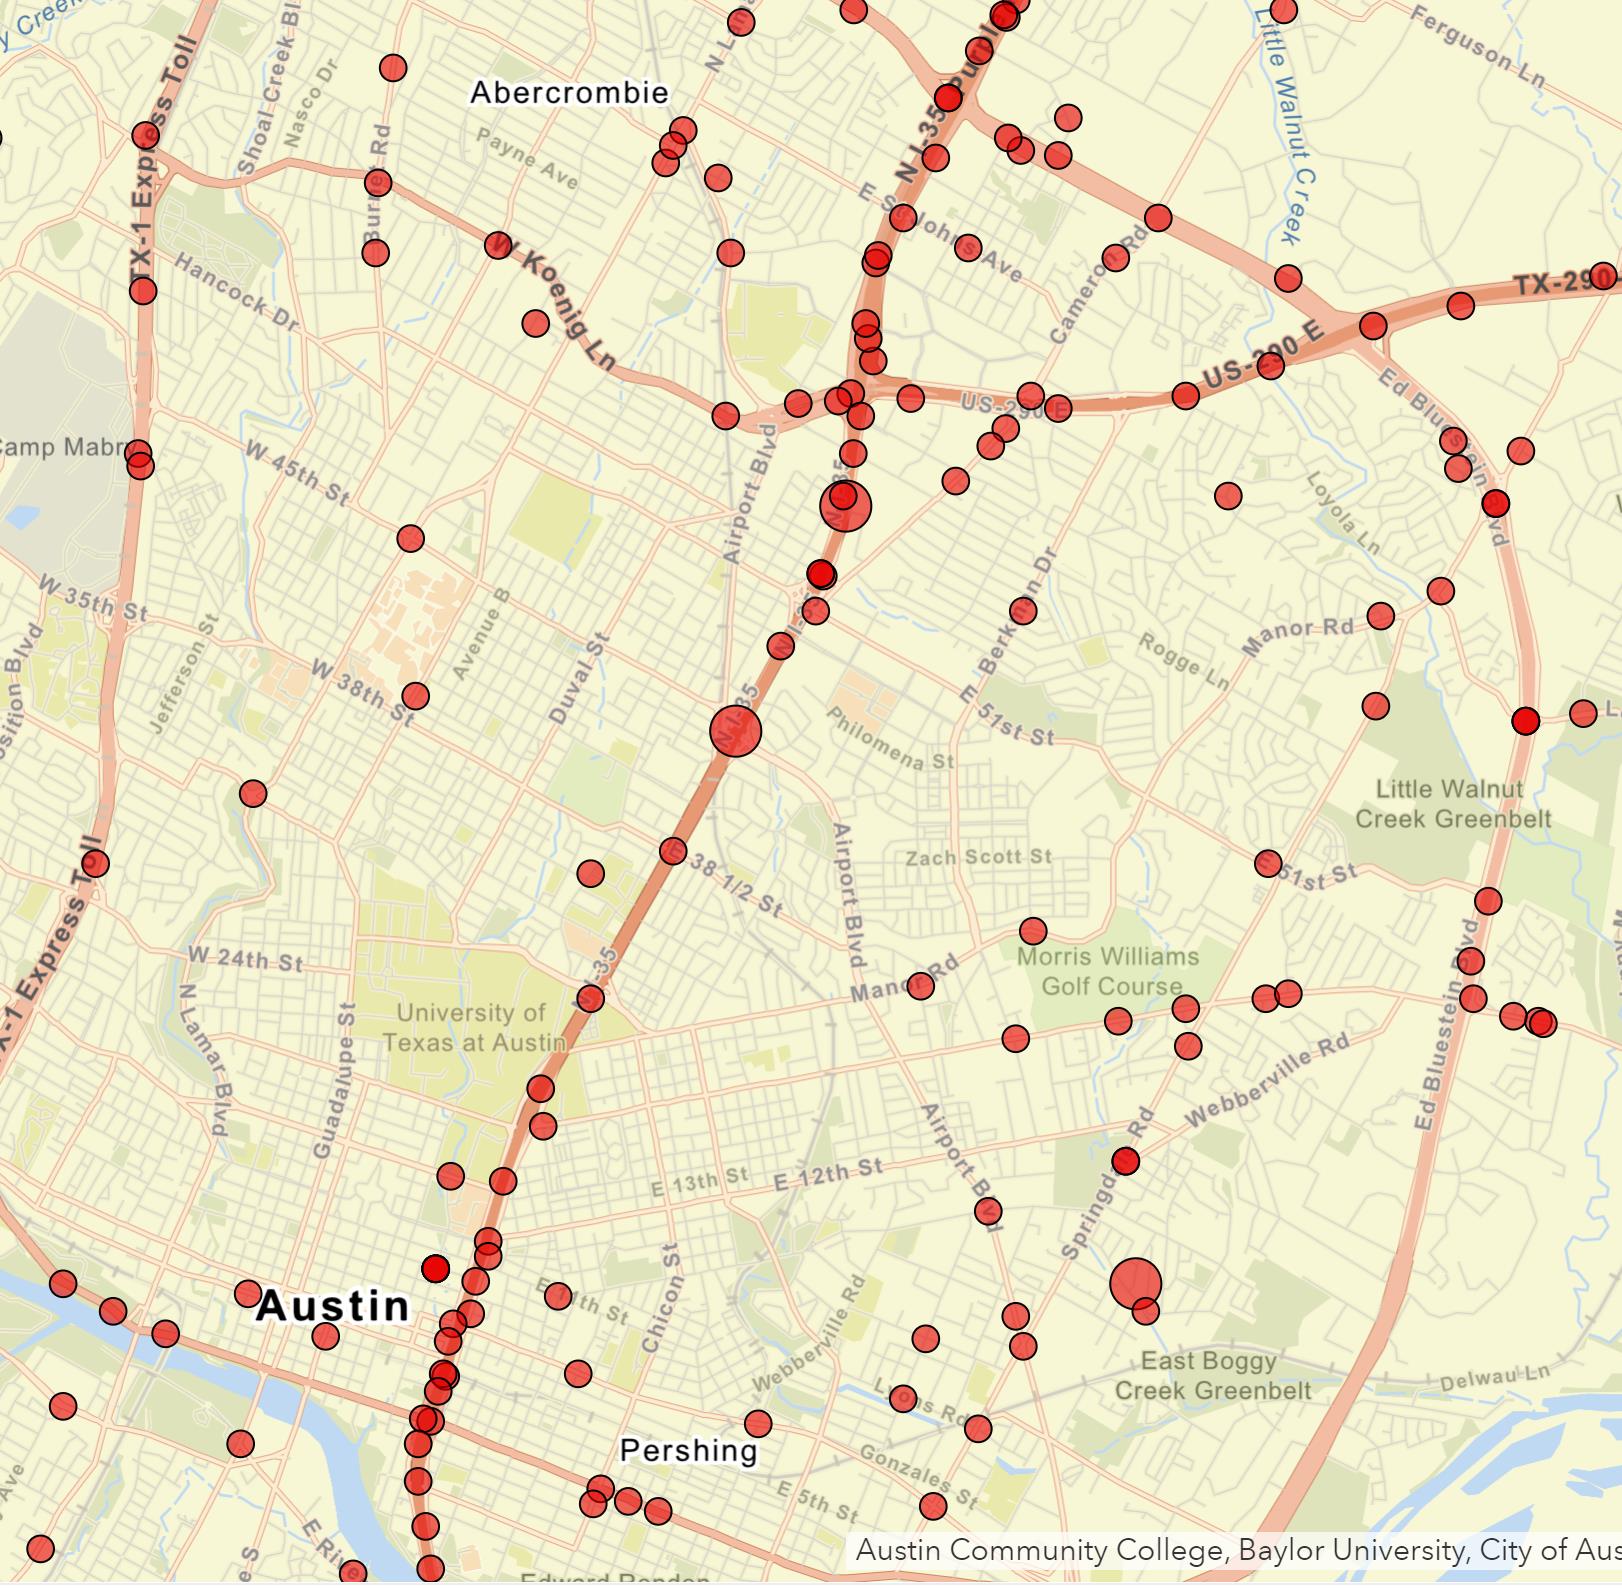 Creek
TX-1 Express Toll
Shoal Creek Bl
Nasco Dr
Abercrombie
Payne Ave
Burnet Rd
N I-35
E St Johns Ave
Cameron Rd
Little Walnut Creek
Ferguson Ln
Hancock Dr
W Koenig Ln
TX-290
US-290 E
US-290 E
Ed Bluestein Blvd
Camp Mabry
W 45th St
Airport Blvd
Loyola Ln
W 35th St
Jefferson St
Avenue B
Duval St
W 38th St
N I-35
Berkman Dr
Rogge Ln
Manor Rd
E 51st St
Philomena St
Little Walnut
Creek Greenbelt
E 38 1/2 St
Airport Blvd
Zach Scott St
51st St
Express Toll
W 24th St
N Lamar Blvd
Guadalupe St
University of
Texas at Austin
Manor Rd
Morris Williams
Golf Course
Webberville Rd
Ed Bluestein Blvd
Airport Blvd
E 13th St
E 12th St
Springdale Rd
Austin
Chicon St
Webberville Rd
Lyons Rd
East Boggy
Creek Greenbelt
Delwau Ln
Pershing
Gonzales St
E 5th St
Austin Community College, Baylor University, City of Aus